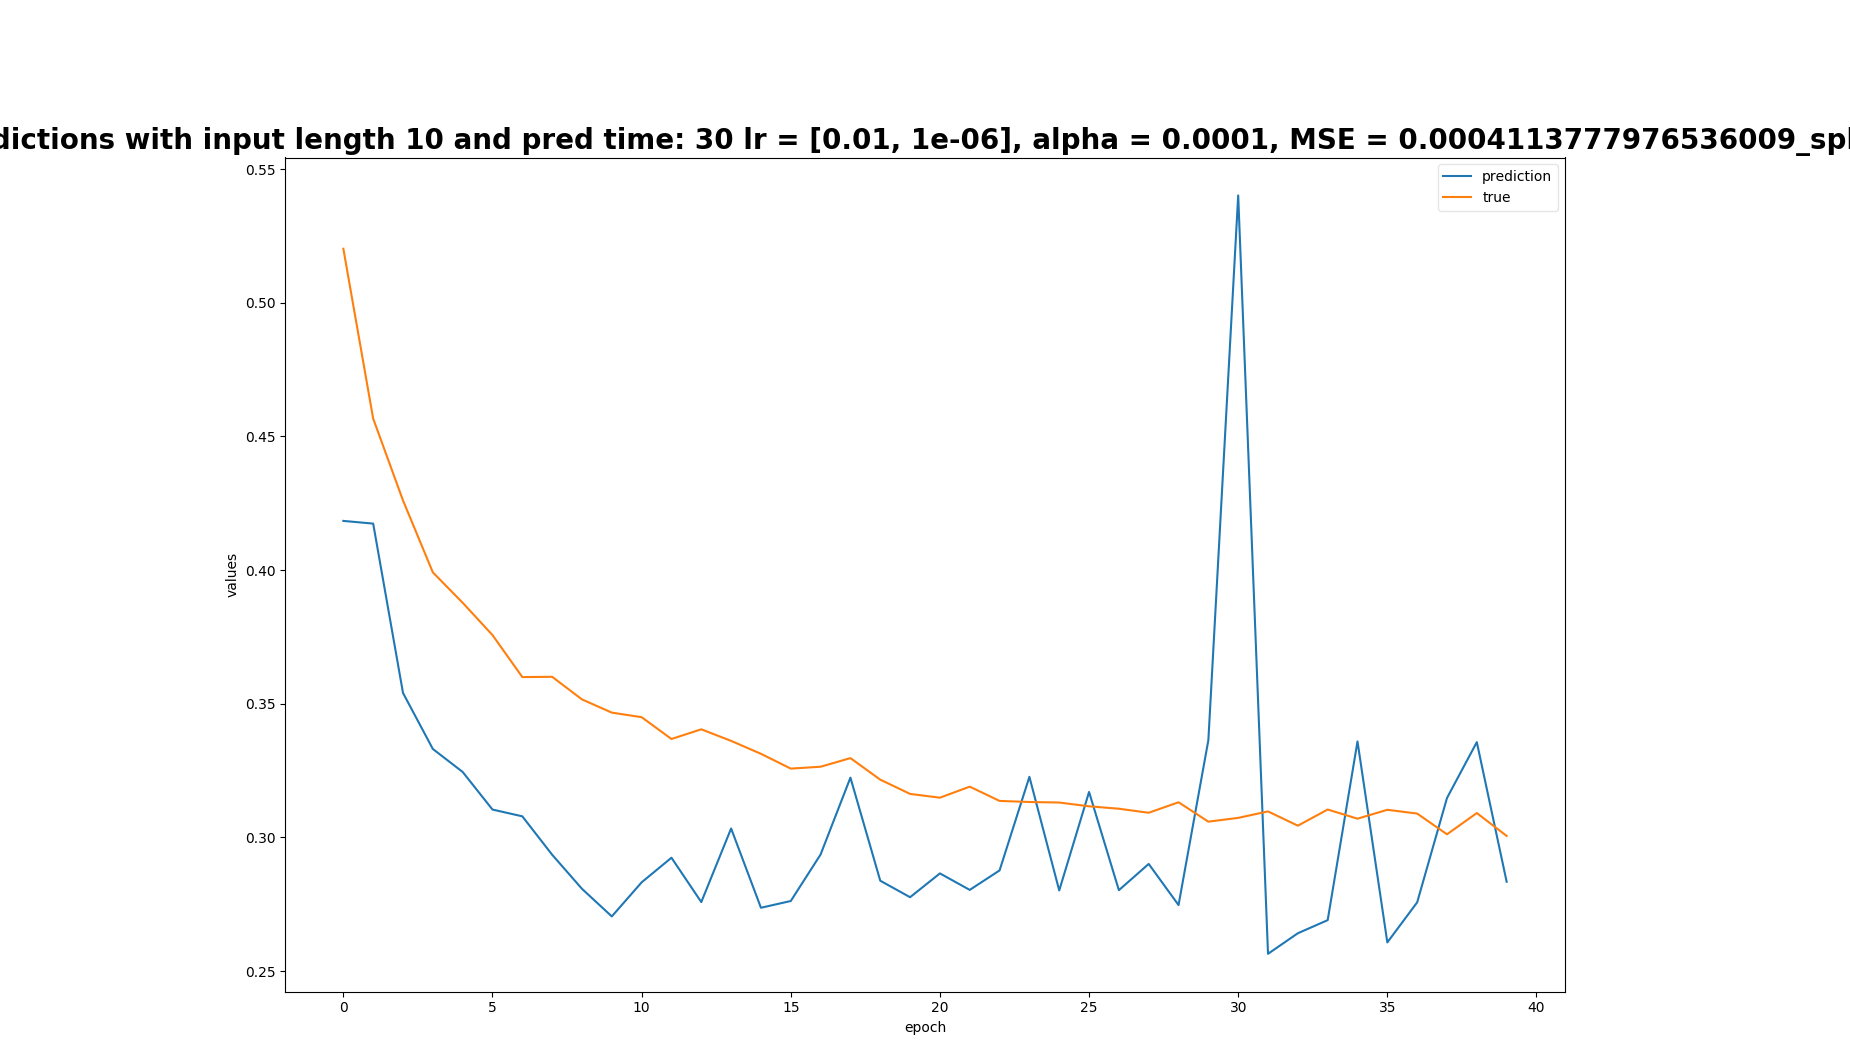 dictions with input length 10 and pred time: 30 lr = [0.01, 1e-06], alpha = 0.0001, MSE = 0.0004113777976536009_spl
prediction
true
0.55
0.50
0.45
0.40
0.35
0.30
0.25
values
0 5 10 15 20 25 30 35 40
epoch